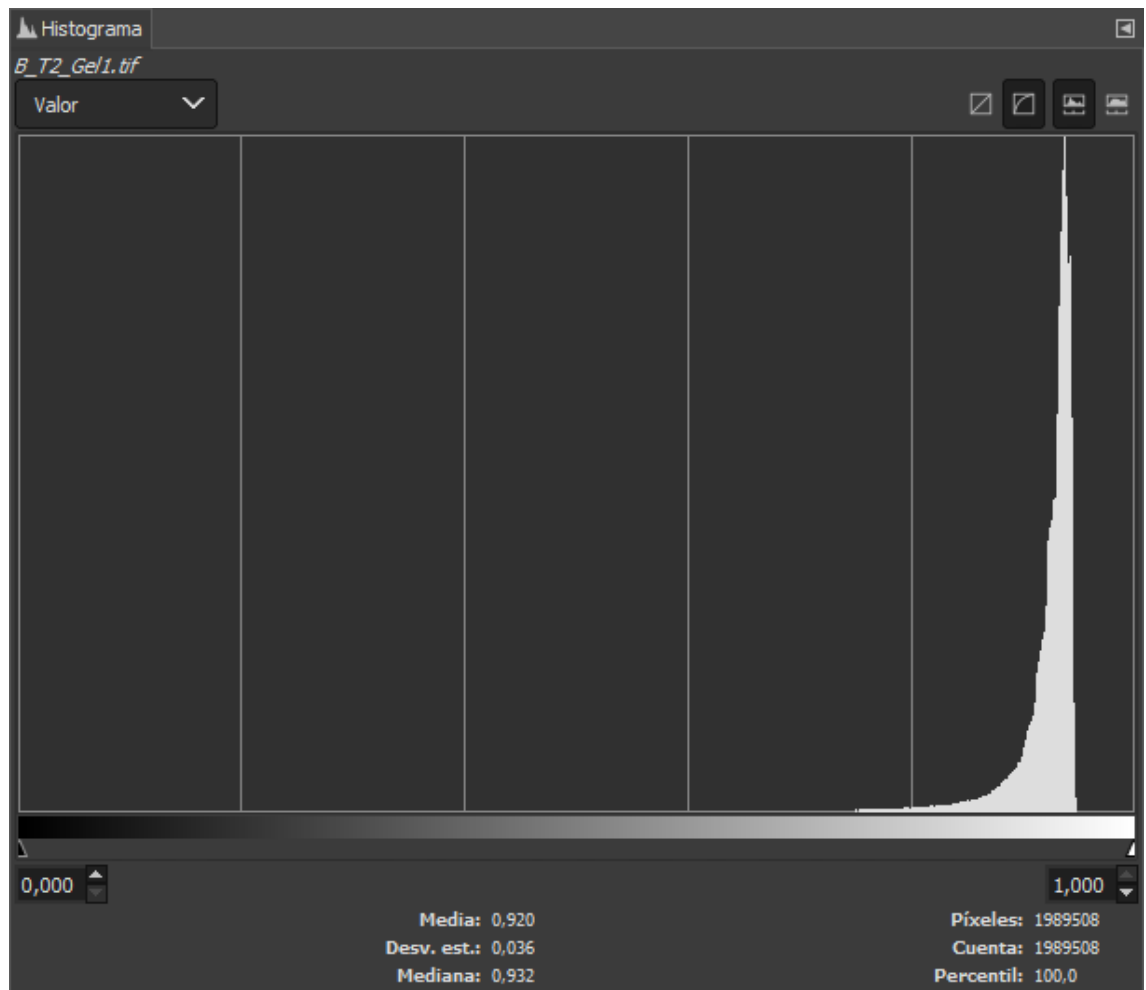 Histograma
B_T2_Gel1.tif
Valor
0,000 1,000
Media: 0,920 Píxeles: 1989508
Desv. est.: 0,036 Cuenta: 1989508
Mediana: 0,932 Percentil: 100,0